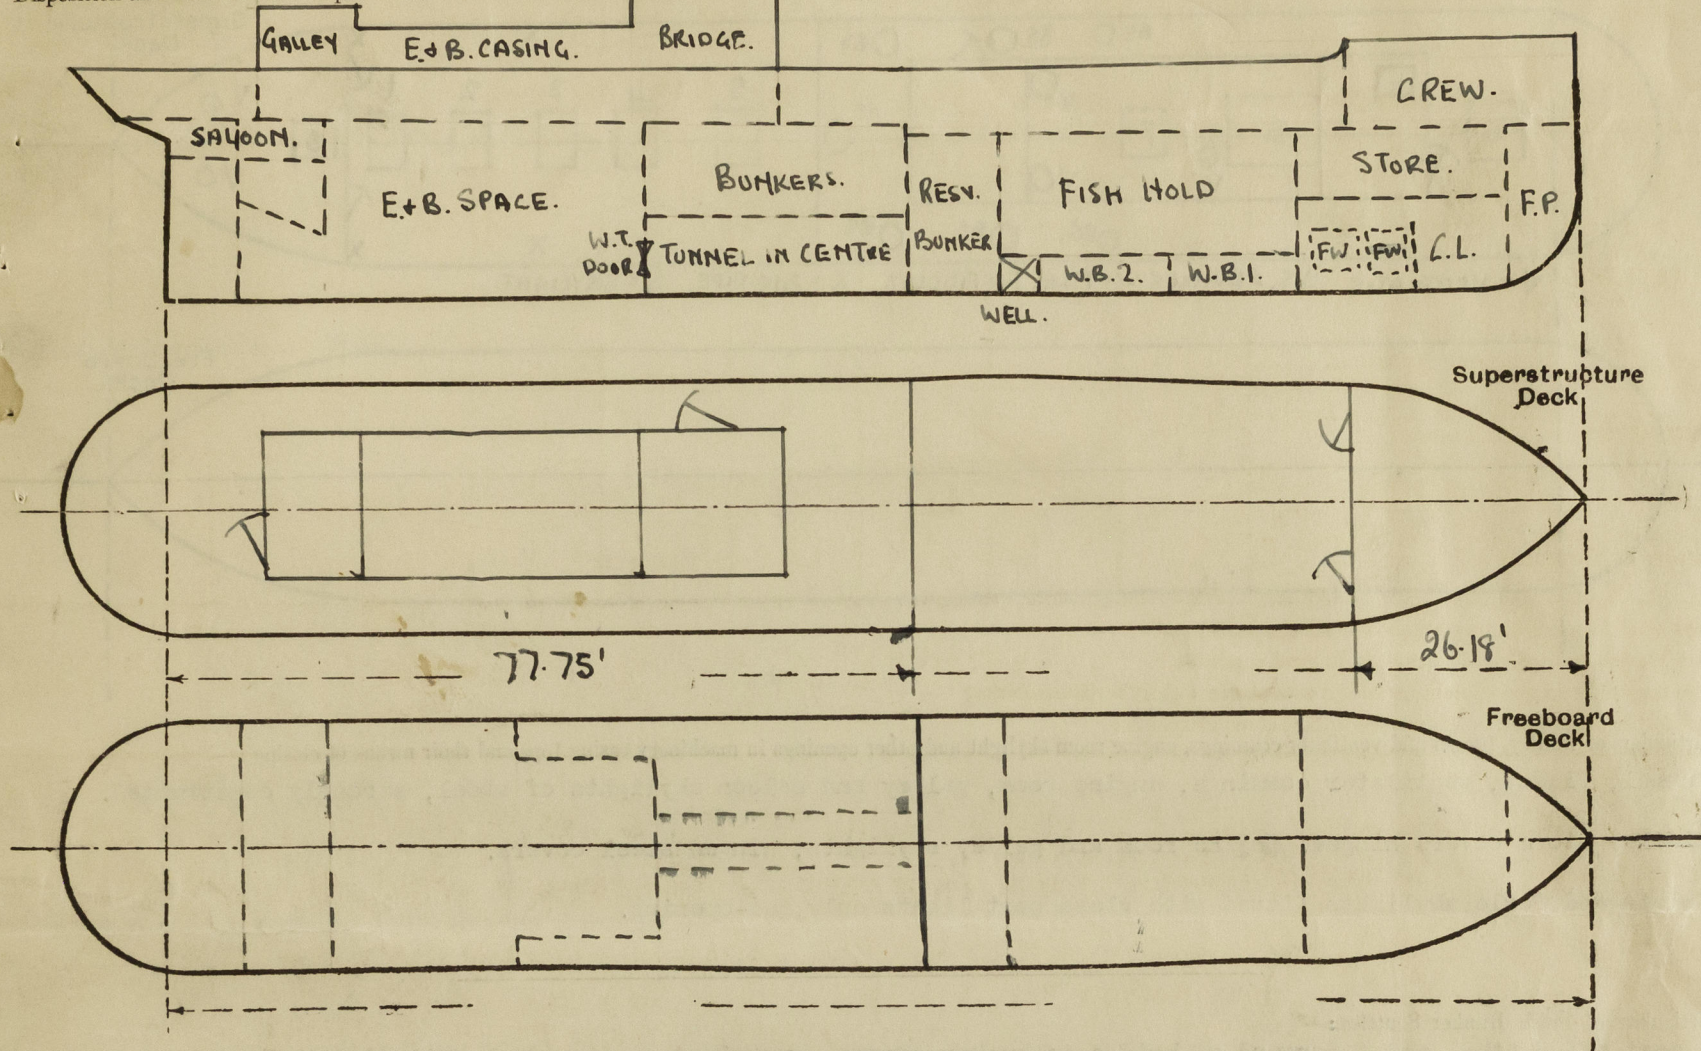 GALLEY
E&B. CASING.
BRIDGE.
CREW.
SALOON.
STORE.
BUNKERS.
RESV.
BUNKER
FISH HOLD
E&B. SPACE.
F.P.
W.T.
DOOR
TUNNEL IN CENTRE
FW
FW
C.L.
W.B.2.
W.B.1.
WELL.
Superstructure
Deck
77.75'
26.18'
Freeboard
Deck